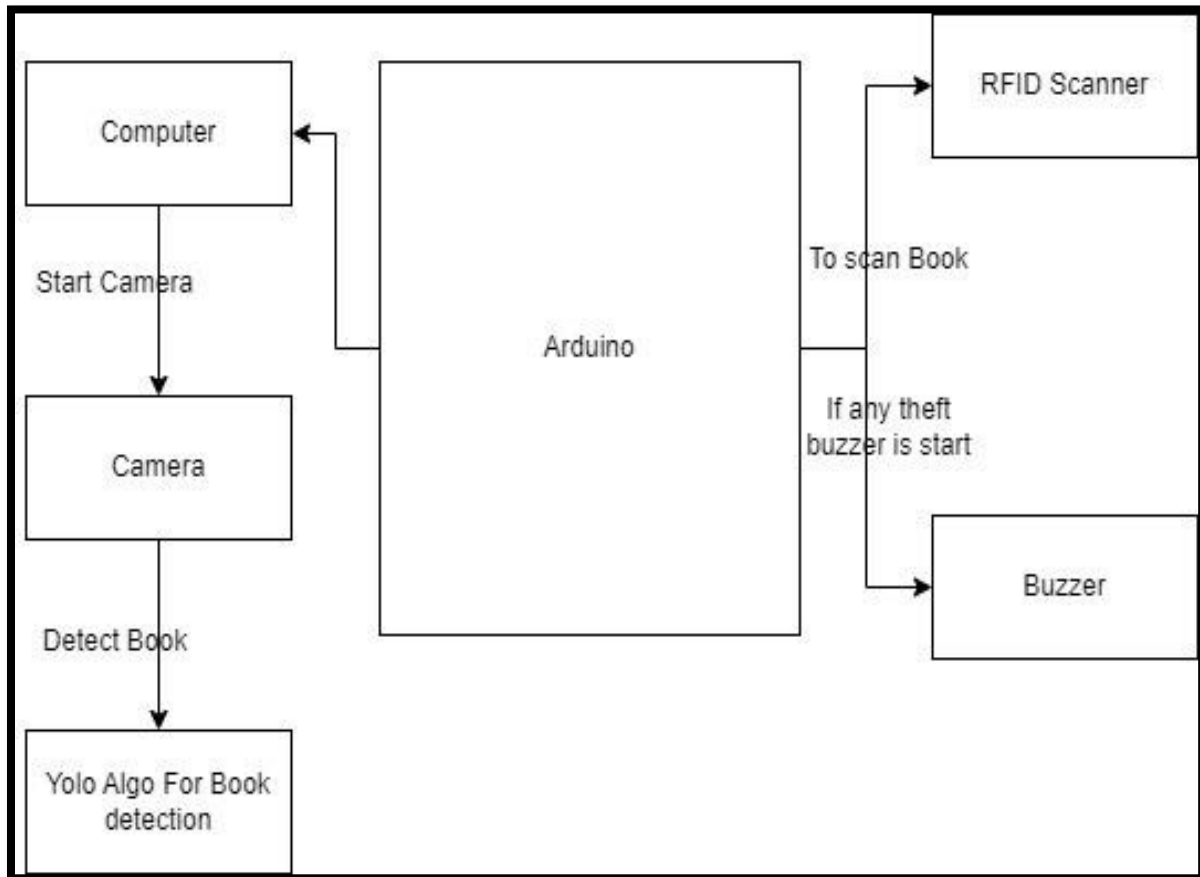 RFID Scanner
Computer
To scan Book
Start Camera
Arduino
If any theft
buzzer is start
Camera
Buzzer
Detect Book
Yolo Algo For Book
detection